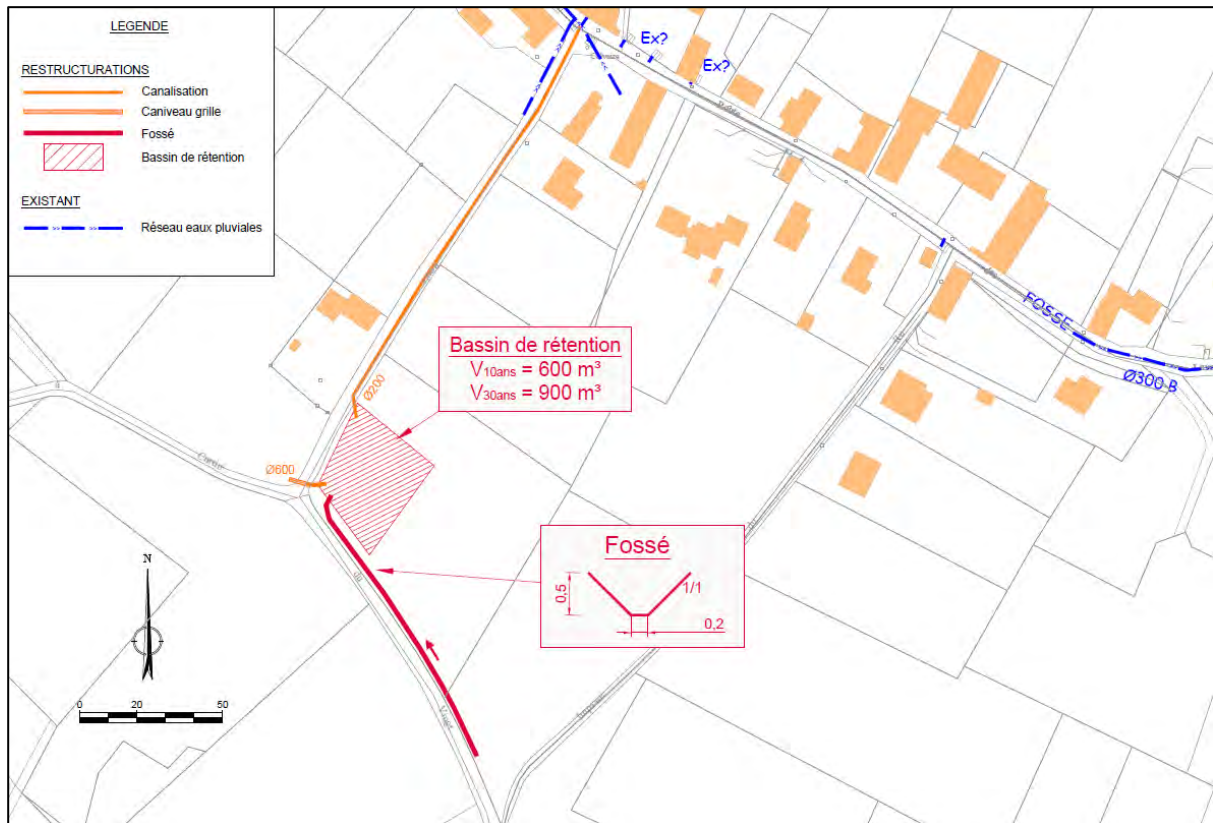 LEGENDE
RESTRUCTURATIONS
Canalisation
Caniveau grille
Fossé
Bassin de rétention
EXISTANT
Réseau eaux pluviales
Ex?
Ex?
FOSSE
Ø300 B
Bassin de rétention
V10ans = 600 m³
V30ans = 900 m³
Ø200
Ø600
Fossé
0,5
1/1
0,2
N
0 20 50